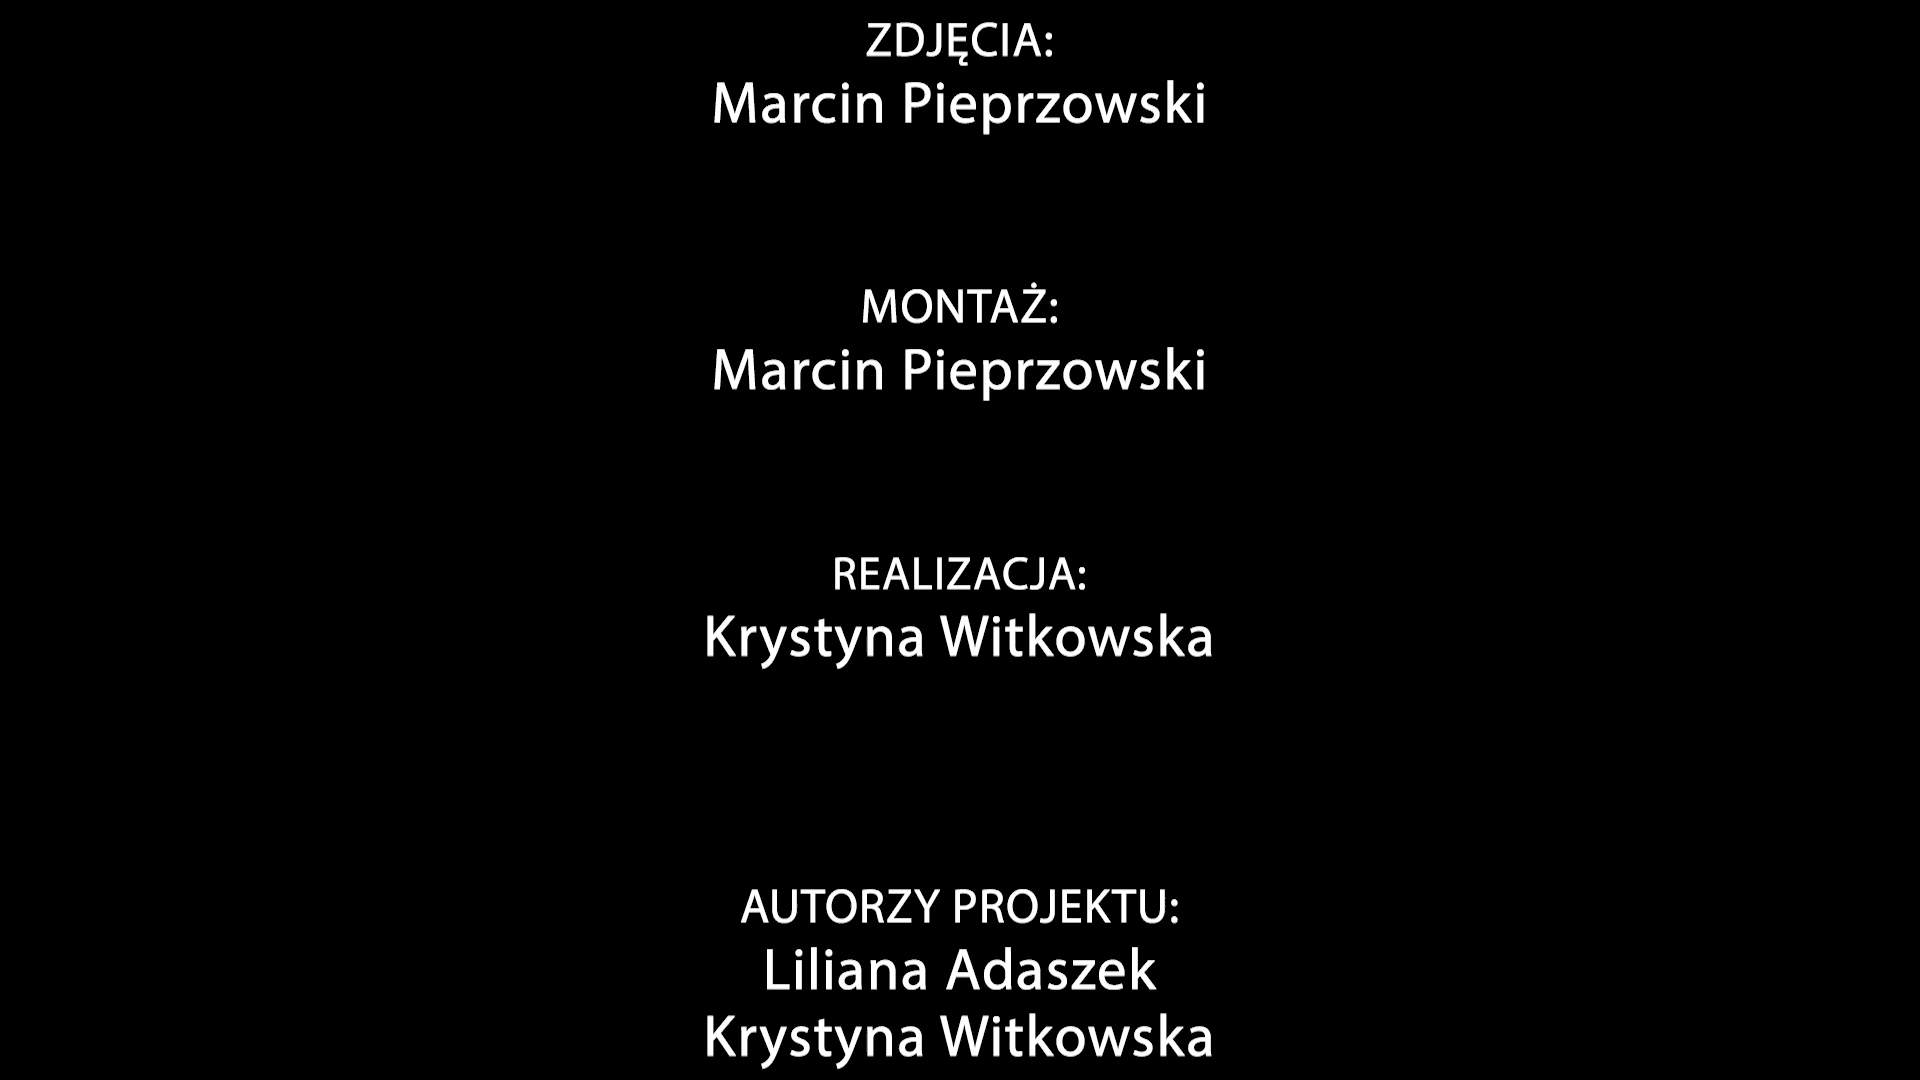 ZDJĘCIA:
Marcin Pieprzowski
MONTAŻ:
Marcin Pieprzowski
REALIZACJA:
Krystyna Witkowska
AUTORZY PROJEKTU:
Liliana Adaszek
Krystyna Witkowska